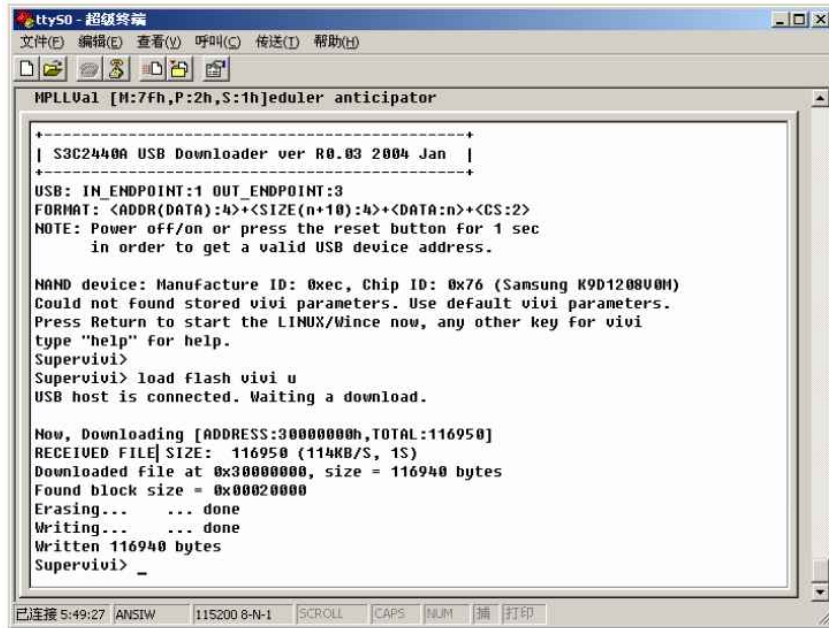 ttyS0 - 超级终端
文件(F) 编辑(E) 查看(V) 呼叫(C) 传送(T) 帮助(H)
MPLLVal [M:7fh,P:2h,S:1h]eduler anticipator
+---------------------------------------------+
| S3C2440A USB Downloader ver R0.03 2004 Jan  |
+---------------------------------------------+
USB: IN_ENDPOINT:1 OUT_ENDPOINT:3
FORMAT: <ADDR(DATA):4>+<SIZE(n+10):4>+<DATA:n>+<CS:2>
NOTE: Power off/on or press the reset button for 1 sec
in order to get a valid USB device address.
NAND device: Manufacture ID: 0xec, Chip ID: 0x76 (Samsung K9D1208V0M)
Could not found stored vivi parameters. Use default vivi parameters.
Press Return to start the LINUX/Wince now, any other key for vivi
type "help" for help.
Supervivi>
Supervivi> load flash vivi u
USB host is connected. Waiting a download.
Now, Downloading [ADDRESS:30000000h,TOTAL:116950]
RECEIVED FILE SIZE:  116950 (114KB/S, 1S)
Downloaded file at 0x30000000, size = 116940 bytes
Found block size = 0x00020000
Erasing...    ... done
Writing...    ... done
Written 116940 bytes
Supervivi> _
已连接 5:49:27 ANSIW 115200 8-N-1 SCROLL CAPS NUM 捕 打印